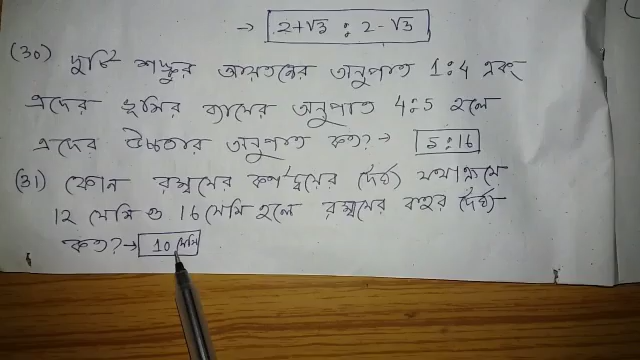 → 2+√3 : 2-√3
(30) দুটি শঙ্কুর আয়তনের অনুপাত 1:4 এবং
এদের ভূমির ব্যাসের অনুপাত 4:5 হলে
এদের উচ্চতার অনুপাত কত? → 5:16
(31) কোন রম্বসের কর্ণদ্বয়ের দৈর্ঘ্য যথাক্রমে
12 সেমি ও 16 সেমি হলে রম্বসের বাহুর দৈর্ঘ্য
কত? → 10 সেমি